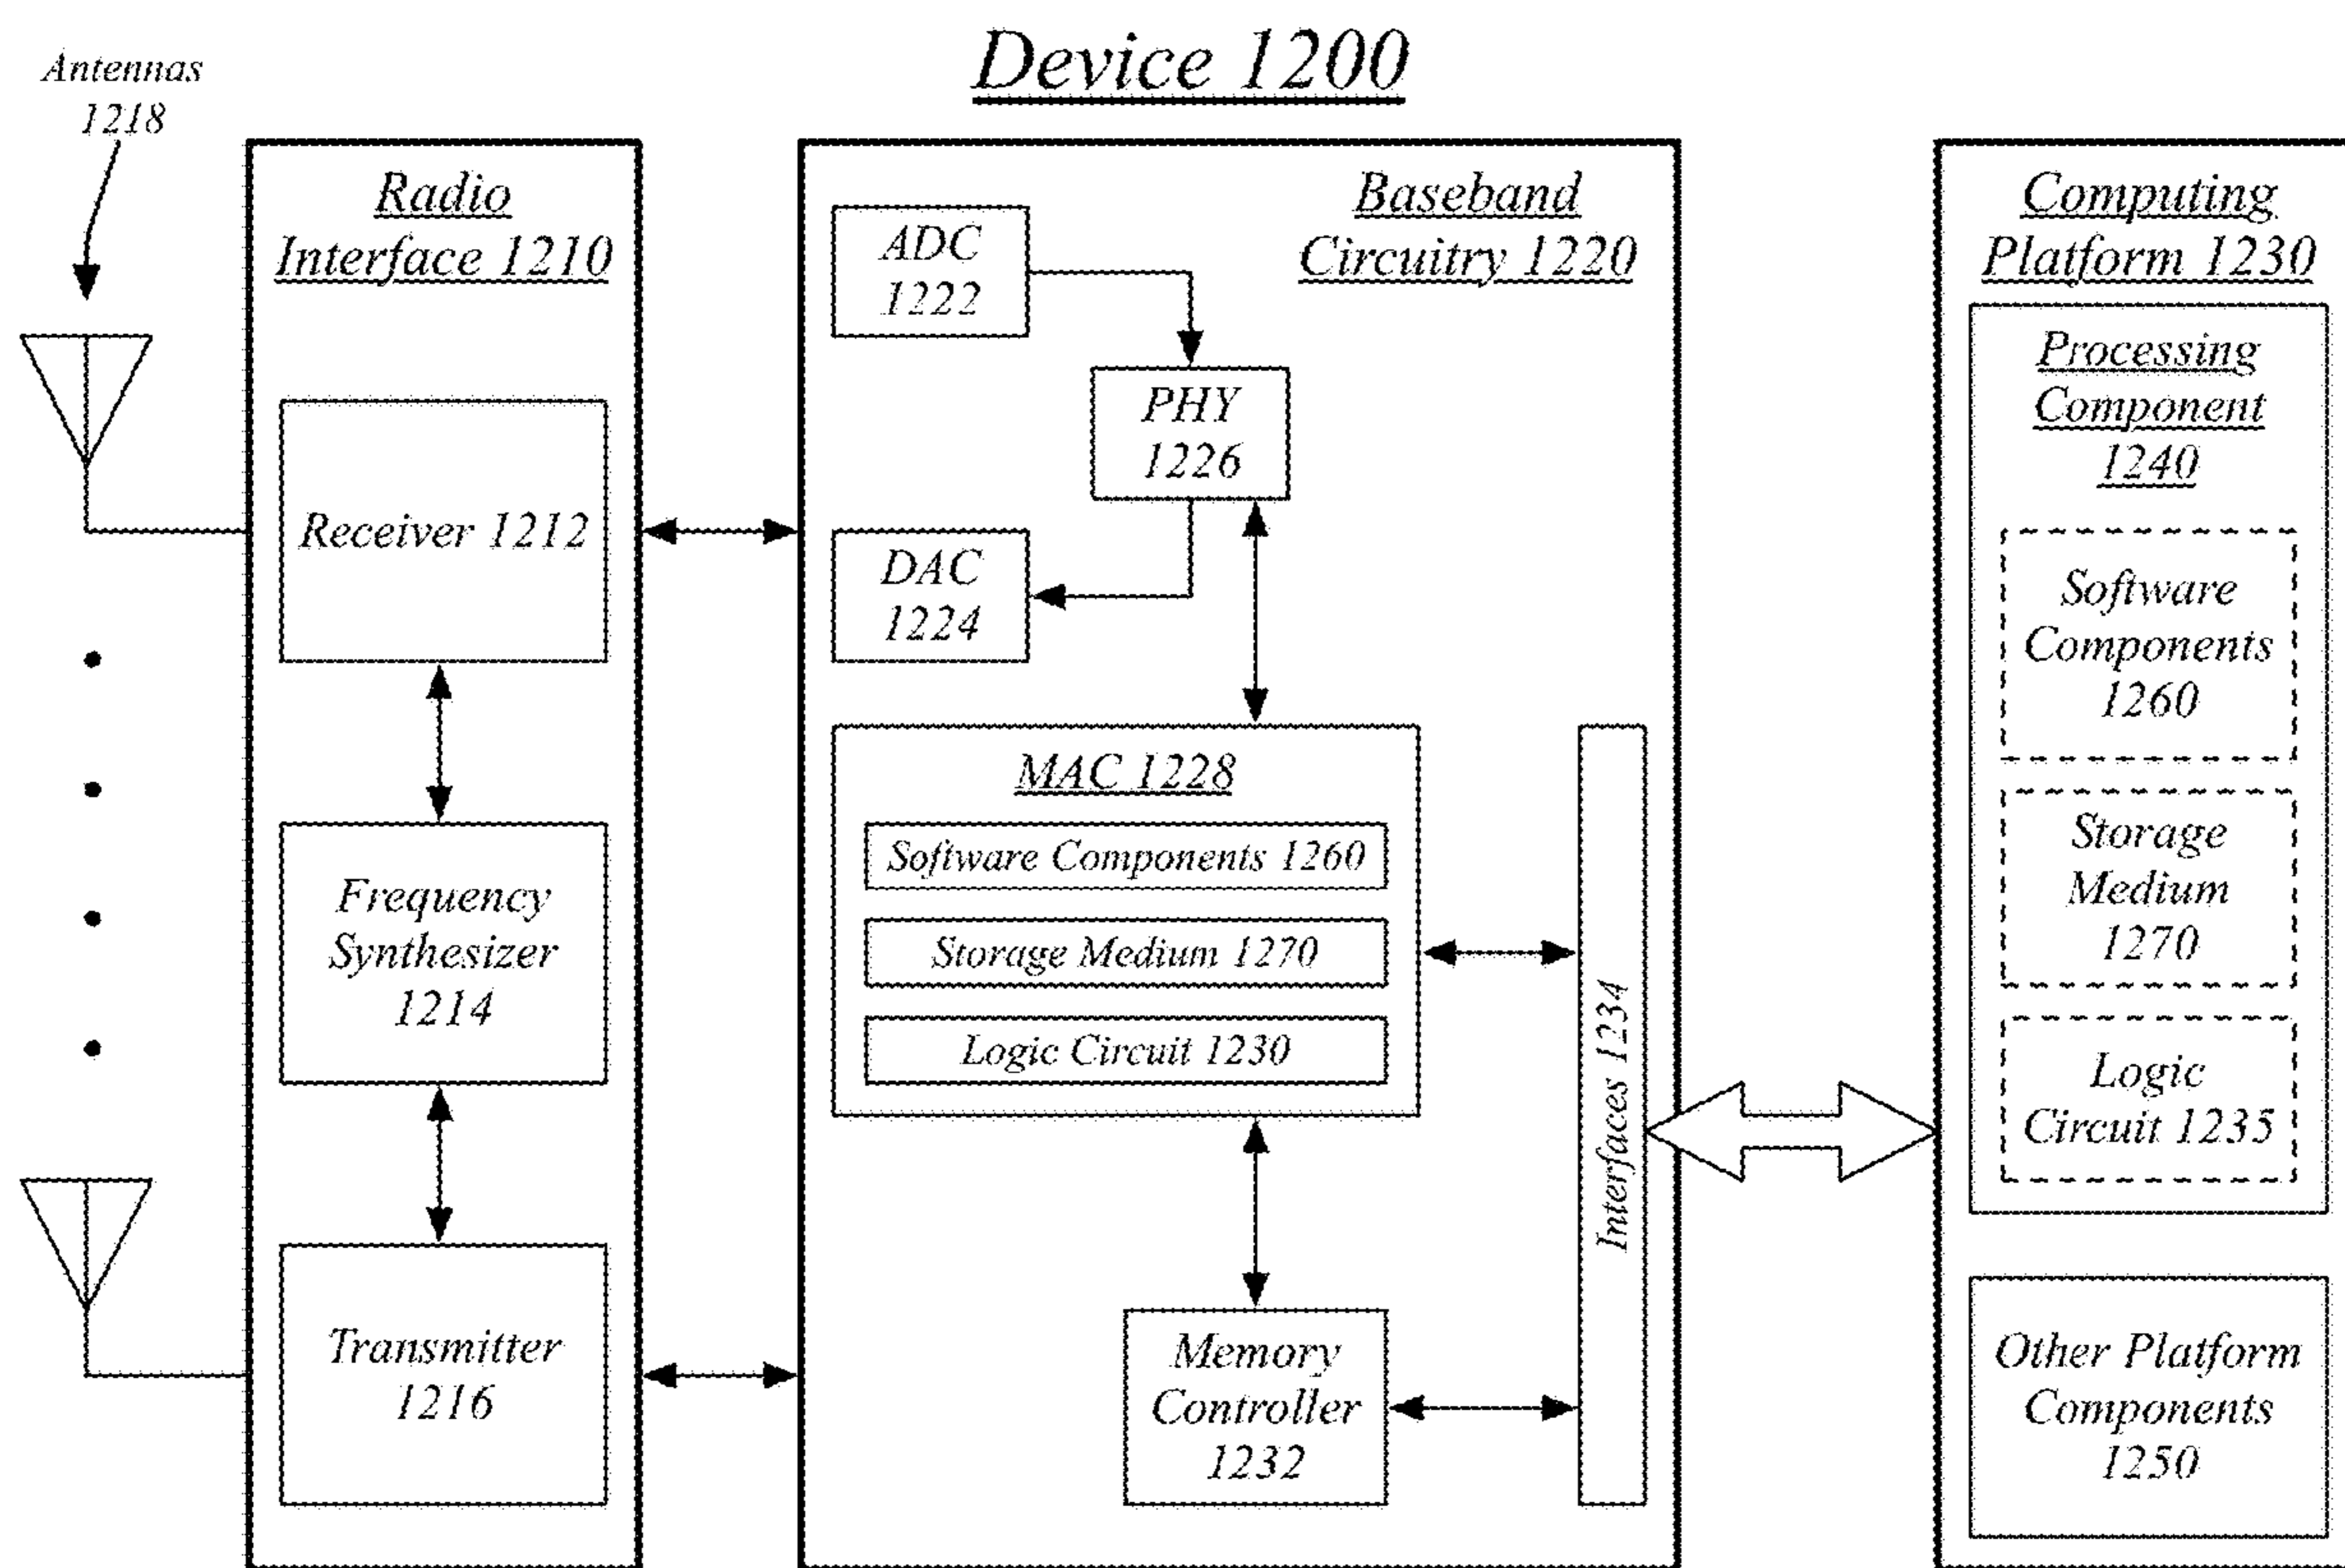 Device 1200
Antennas
1218
Radio
Interface 1210
Receiver 1212
Frequency
Synthesizer
1214
Transmitter
1216
Baseband
Circuitry 1220
ADC
1222
PHY
1226
DAC
1224
MAC 1228
Software Components 1260
Storage Medium 1270
Logic Circuit 1230
Memory
Controller
1232
Interfaces 1234
Computing
Platform 1230
Processing
Component
1240
Software
Components
1260
Storage
Medium
1270
Logic
Circuit 1235
Other Platform
Components
1250